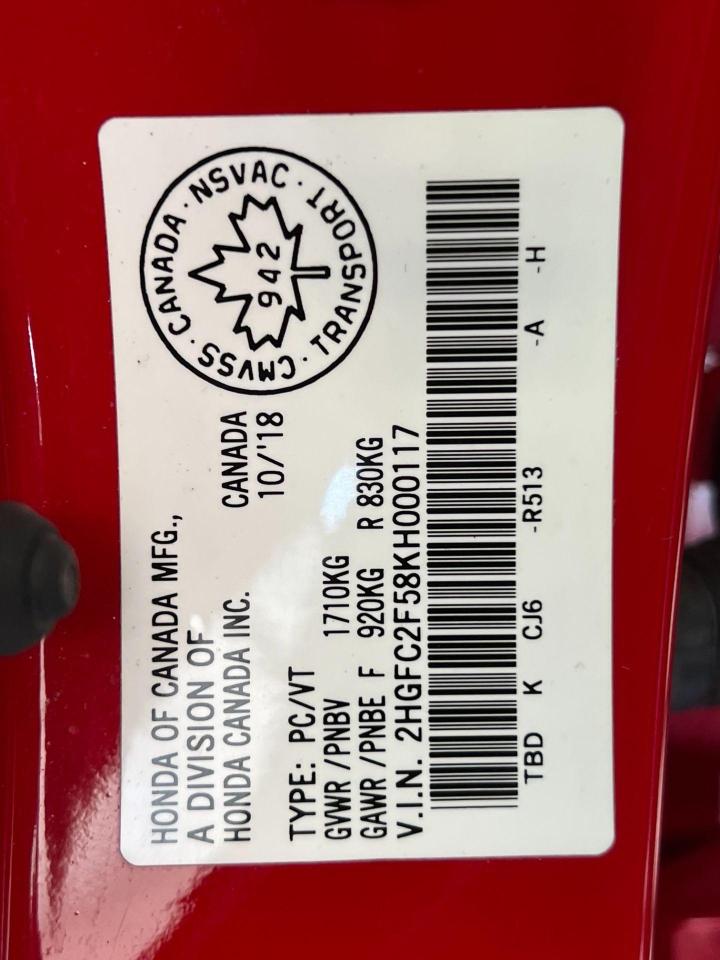 HONDA OF CANADA MFG.,
A DIVISION OF
HONDA CANADA INC. CANADA
10/'18
TYPE: PC/VT
GVWR /PNBV 1710KG
GAWR /PNBE F 920KG R 830KG
V.I.N. 2HGFC2F58KH000117
TBD K CJ6 -R513 -A -H
CMVSS · CANADA · NSVAC · TRANSPORT ·
942